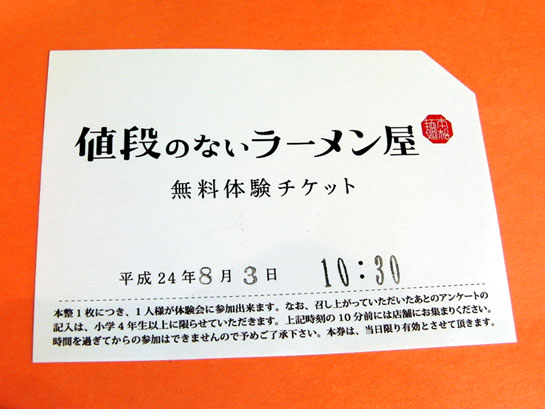 値段のないラーメン屋
無料体験チケット
平成24年8月3日 10:30
本整1枚につき、1人様が体験会に参加出来ます。なお、召し上がっていただいたあとのアンケートの
記入は、小学4年生以上に限らせていただきます。上記時刻の10分前には店舗にお集まりください。
時間を過ぎてからの参加はできませんので予めご了承下さい。本券は、当日限り有効とさせて頂きます。